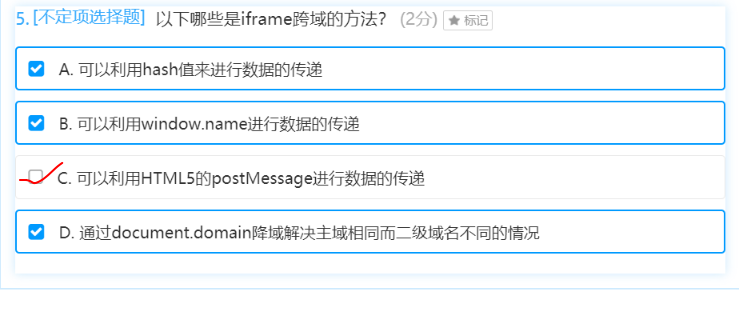 5. [不定项选择题] 以下哪些是iframe跨域的方法？ (2分) ★ 标记
A. 可以利用hash值来进行数据的传递
B. 可以利用window.name进行数据的传递
C. 可以利用HTML5的postMessage进行数据的传递
D. 通过document.domain降域解决主域相同而二级域名不同的情况